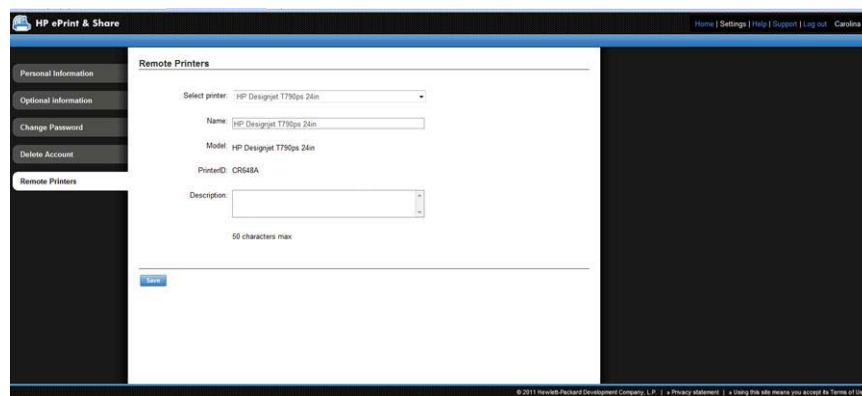 HP ePrint & Share
Home | Settings | Help | Support | Log out Carolina
Personal Information
Optional information
Change Password
Delete Account
Remote Printers
Remote Printers
Select printer: HP Designjet T790ps 24in
Name: HP Designjet T790ps 24in
Model: HP Designjet T790ps 24in
PrinterID: CR648A
Description:
50 characters max
Save
© 2011 Hewlett-Packard Development Company, L.P. | » Privacy statement | » Using this site means you accept its Terms of Us